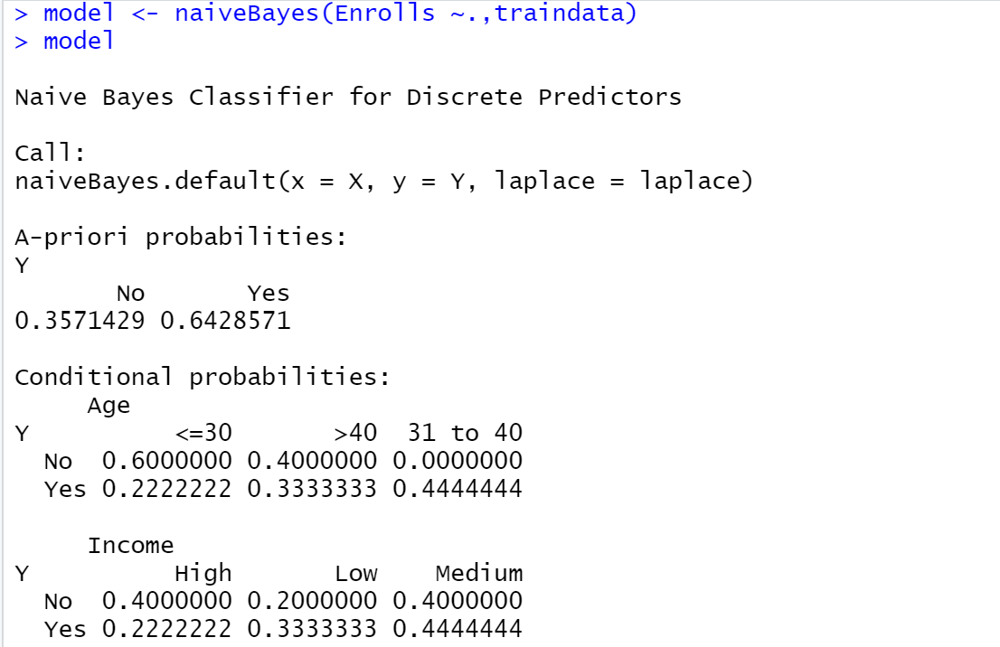 > model <- naiveBayes(Enrolls ~.,traindata)
> model
Naive Bayes Classifier for Discrete Predictors
Call:
naiveBayes.default(x = X, y = Y, laplace = laplace)
A-priori probabilities:
Y
No Yes
0.3571429 0.6428571
Conditional probabilities:
Age
Y <=30 >40 31 to 40
No 0.6000000 0.4000000 0.0000000
Yes 0.2222222 0.3333333 0.4444444
Income
Y High Low Medium
No 0.4000000 0.2000000 0.4000000
Yes 0.2222222 0.3333333 0.4444444